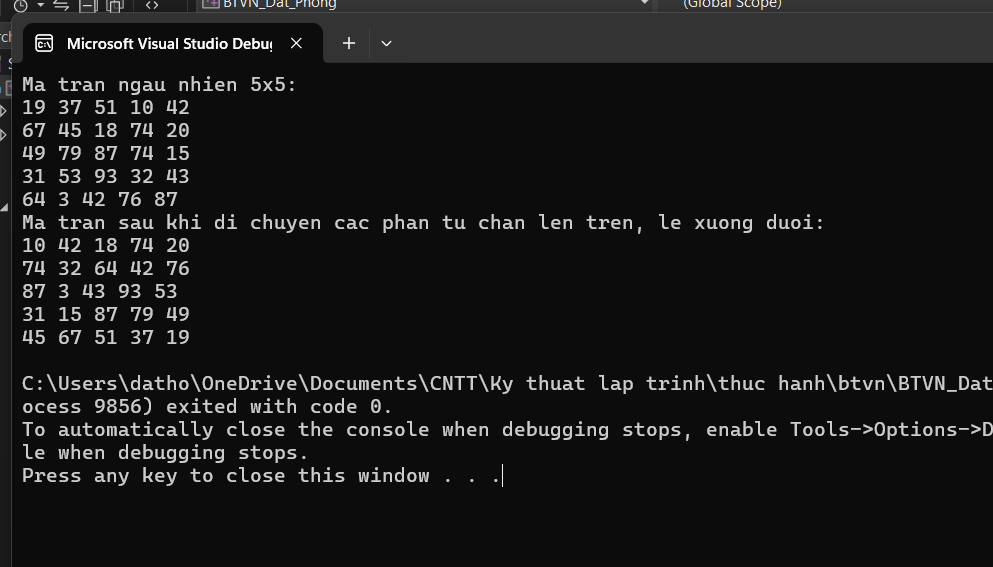 BTVN_Dat_Phong (Global Scope)
Microsoft Visual Studio Debu
Ma tran ngau nhien 5x5:
19 37 51 10 42
67 45 18 74 20
49 79 87 74 15
31 53 93 32 43
64 3 42 76 87
Ma tran sau khi di chuyen cac phan tu chan len tren, le xuong duoi:
10 42 18 74 20
74 32 64 42 76
87 3 43 93 53
31 15 87 79 49
45 67 51 37 19
C:\Users\datho\OneDrive\Documents\CNTT\Ky thuat lap trinh\thuc hanh\btvn\BTVN_Dat
ocess 9856) exited with code 0.
To automatically close the console when debugging stops, enable Tools->Options->D
le when debugging stops.
Press any key to close this window . . .